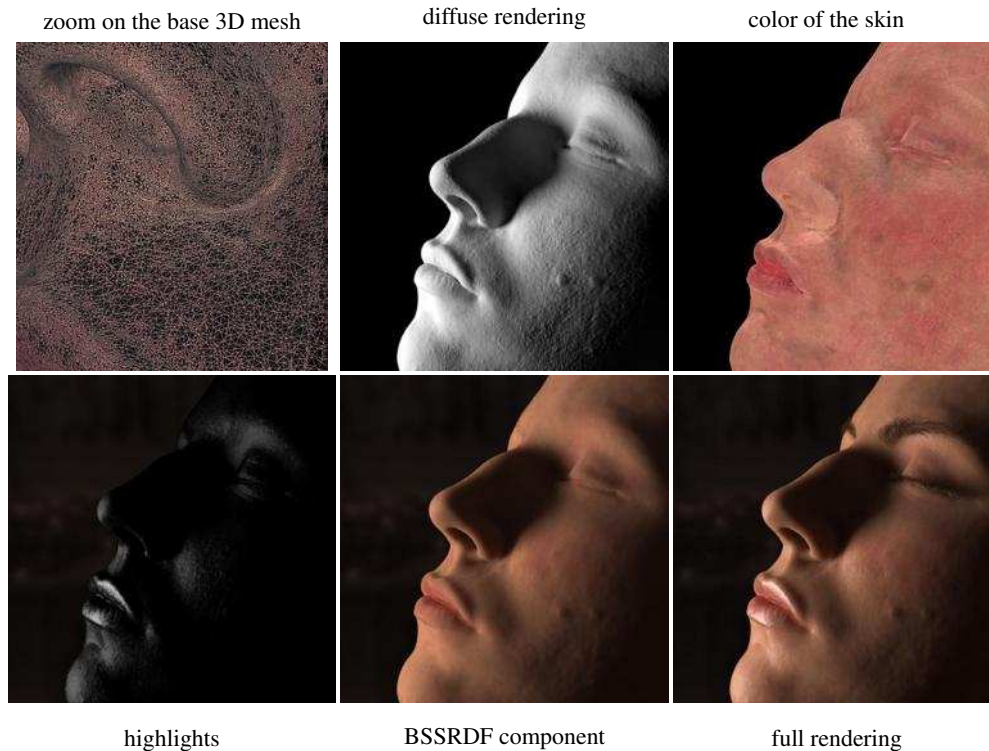 zoom on the base 3D mesh
diffuse rendering
color of the skin
highlights
BSSRDF component
full rendering